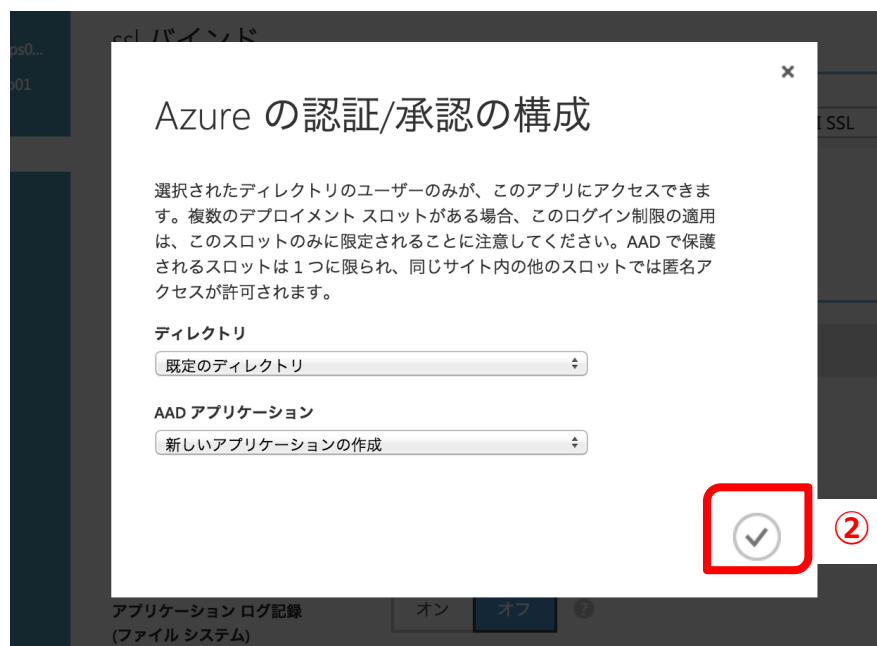 ssl バインド
ps0...
o01
Azure の認証/承認の構成
I SSL
選択されたディレクトリのユーザーのみが、このアプリにアクセスできま
す。複数のデプロイメント スロットがある場合、このログイン制限の適用
は、このスロットのみに限定されることに注意してください。AAD で保護
されるスロットは 1 つに限られ、同じサイト内の他のスロットでは匿名ア
クセスが許可されます。
ディレクトリ
既定のディレクトリ
AAD アプリケーション
新しいアプリケーションの作成
②
アプリケーション ログ記録
(ファイル システム)
オン
オフ